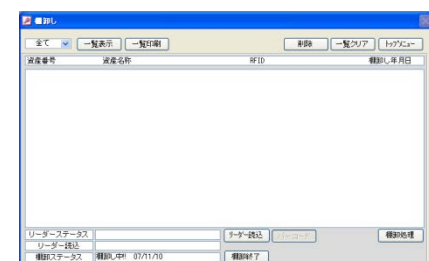 棚卸し
全て 一覧表示 一覧印刷 削除 一覧クリア トップメニュー
資産番号 資産名称 RFID 棚卸し年月日
リーダーステータス リーダー読込
リーダー読込 棚卸処理
棚卸ステータス 棚卸し中!! 07/11/10 棚卸終了